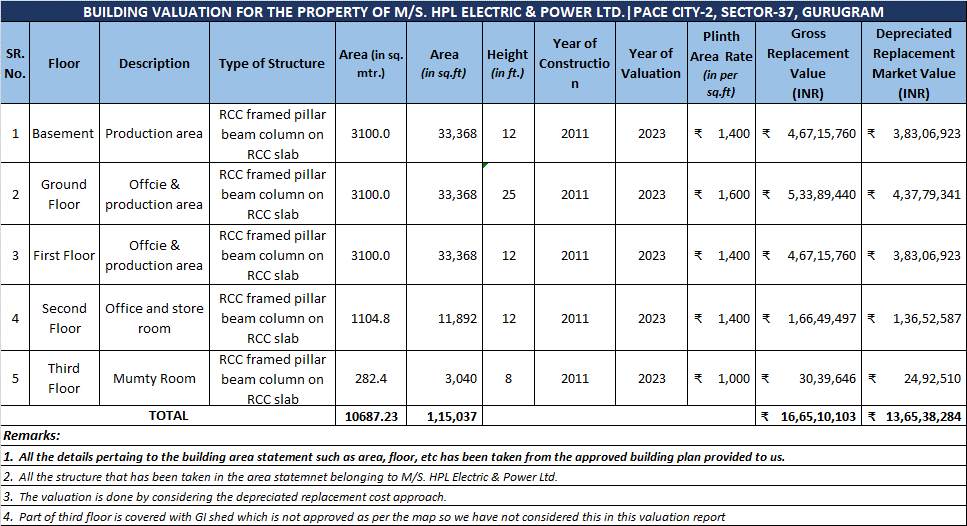 BUILDING VALUATION FOR THE PROPERTY OF M/S. HPL ELECTRIC & POWER LTD.|PACE CITY-2, SECTOR-37, GURUGRAM
SR. No. Floor Description Type of Structure Area (in sq. mtr.) Area (in sq.ft) Height (in ft.) Year of Constructio n Year of Valuation Plinth Area Rate (in per sq.ft) Gross Replacement Value (INR) Depreciated Replacement Market Value (INR)
1 Basement Production area RCC framed pillar beam column on RCC slab 3100.0 33,368 12 2011 2023 ₹ 1,400 ₹ 4,67,15,760 ₹ 3,83,06,923
2 Ground Floor Offcie & production area RCC framed pillar beam column on RCC slab 3100.0 33,368 25 2011 2023 ₹ 1,600 ₹ 5,33,89,440 ₹ 4,37,79,341
3 First Floor Offcie & production area RCC framed pillar beam column on RCC slab 3100.0 33,368 12 2011 2023 ₹ 1,400 ₹ 4,67,15,760 ₹ 3,83,06,923
4 Second Floor Office and store room RCC framed pillar beam column on RCC slab 1104.8 11,892 12 2011 2023 ₹ 1,400 ₹ 1,66,49,497 ₹ 1,36,52,587
5 Third Floor Mumty Room RCC framed pillar beam column on RCC slab 282.4 3,040 8 2011 2023 ₹ 1,000 ₹ 30,39,646 ₹ 24,92,510
TOTAL 10687.23 1,15,037 ₹ 16,65,10,103 ₹ 13,65,38,284
Remarks:
1. All the details pertaing to the building area statement such as area, floor, etc has been taken from the approved building plan provided to us.
2. All the structure that has been taken in the area statemnet belonging to M/S. HPL Electric & Power Ltd.
3. The valuation is done by considering the depreciated replacement cost approach.
4. Part of third floor is covered with GI shed which is not approved as per the map so we have not considered this in this valuation report